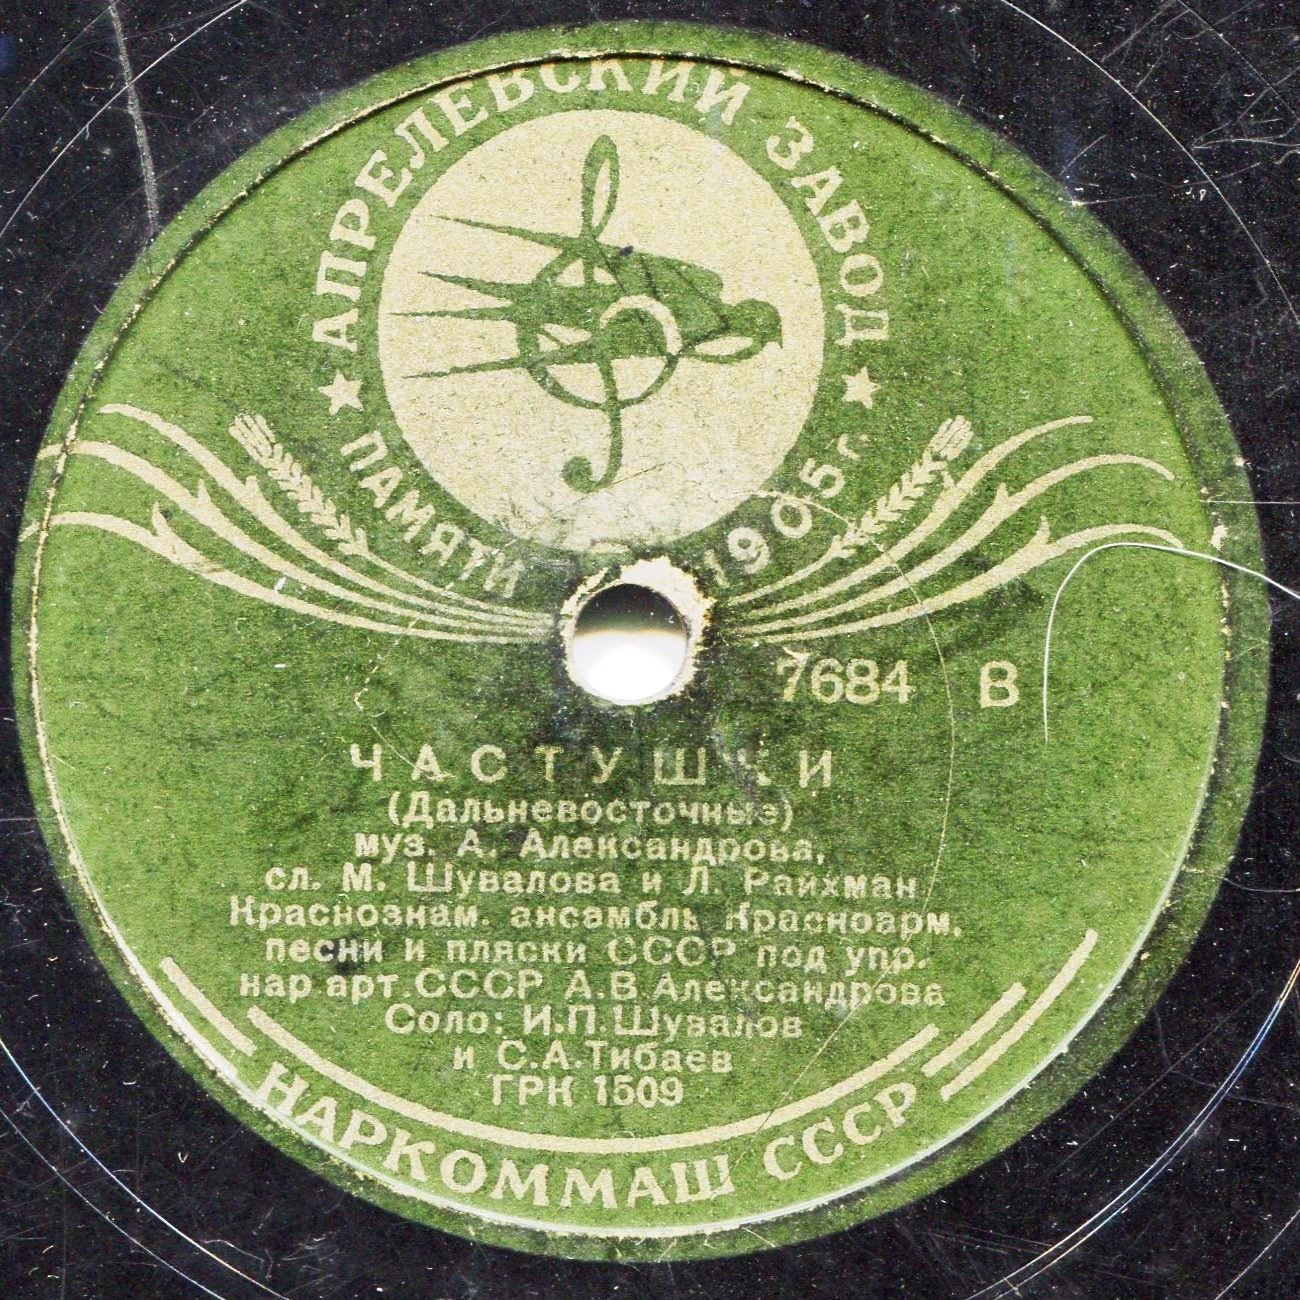 АПРЕЛЕВСКИЙ ЗАВОД
ПАМЯТИ 1905 г.
7684 В
ЧАСТУШКИ
(Дальневосточные)
муз. А. Александрова,
сл. М. Шувалова и Л. Райхман
Краснознам. ансамбль Красноарм.
песни и пляски СССР под упр.
нар арт. СССР А.В. Александрова
Соло: И.П. Шувалов
и С.А. Тибаев
ГРК 1509
НАРКОММАШ СССР